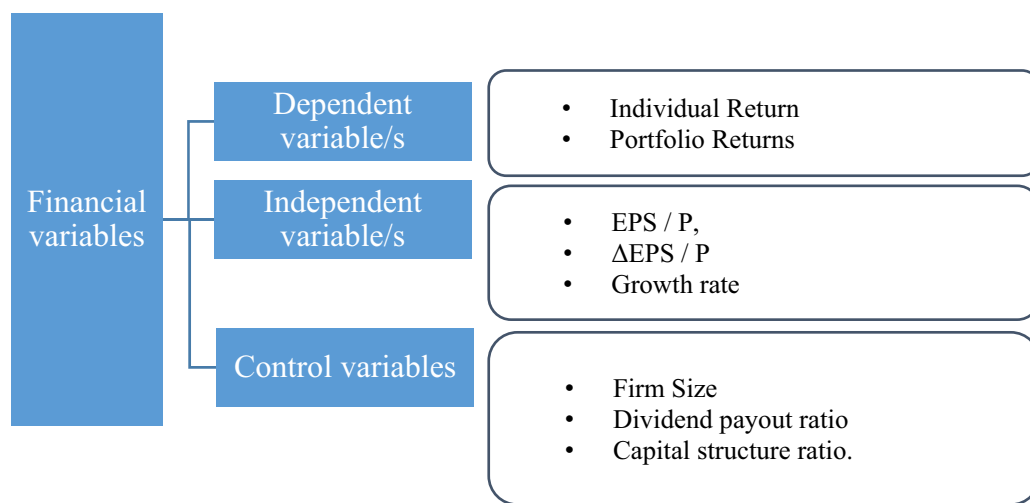 Financial
variables
Dependent
variable/s
• Individual Return
• Portfolio Returns
Independent
variable/s
• EPS / P,
• ΔEPS / P
• Growth rate
Control variables
• Firm Size
• Dividend payout ratio
• Capital structure ratio.